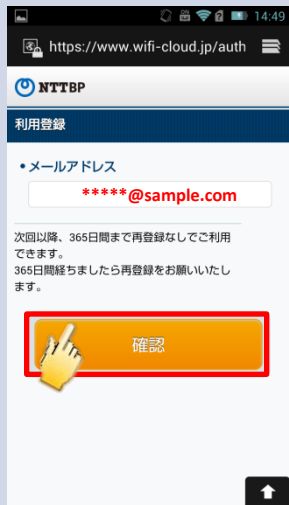 14:49
https://www.wifi-cloud.jp/auth
NTTBP
利用登録
•メールアドレス
*****@sample.com
次回以降、365日間まで再登録なしでご利用
できます。
365日間経ちましたら再登録をお願いいたし
ます。
確認